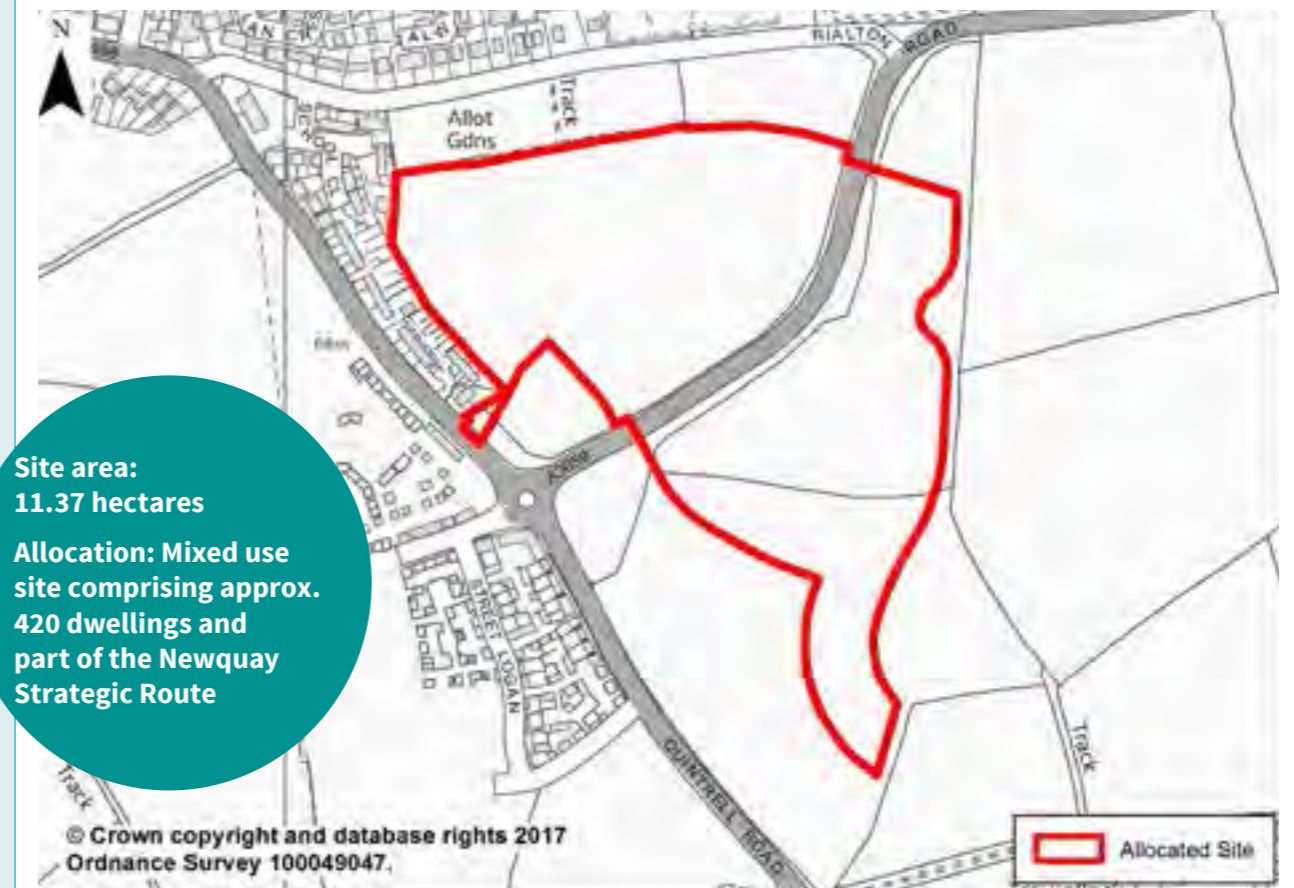 N
RIALTON ROAD
Track
Allot
Gdns
Site area:
11.37 hectares
Allocation: Mixed use
site comprising approx.
420 dwellings and
part of the Newquay
Strategic Route
STREET LOGAN
QUINTRELL ROAD
Track
Track
© Crown copyright and database rights 2017
Ordnance Survey 100049047.
Allocated Site